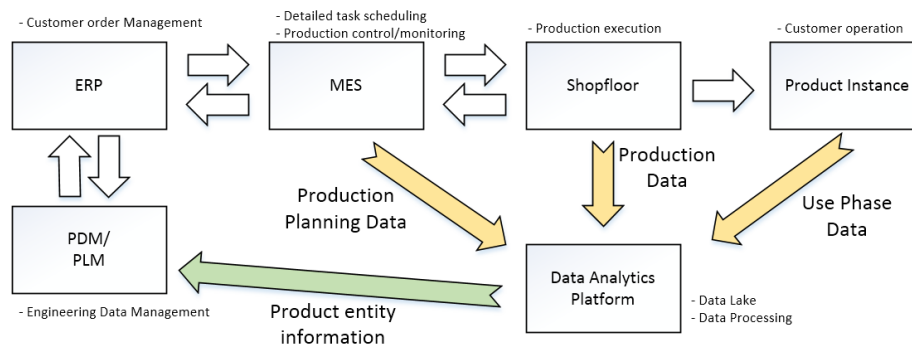 - Customer order Management
- Detailed task scheduling
- Production control/monitoring
- Production execution
- Customer operation
ERP
MES
Shopfloor
Product Instance
Production
Data
Production
Planning Data
Use Phase
Data
PDM/
PLM
Data Analytics
Platform
- Engineering Data Management
Product entity
information
- Data Lake
- Data Processing